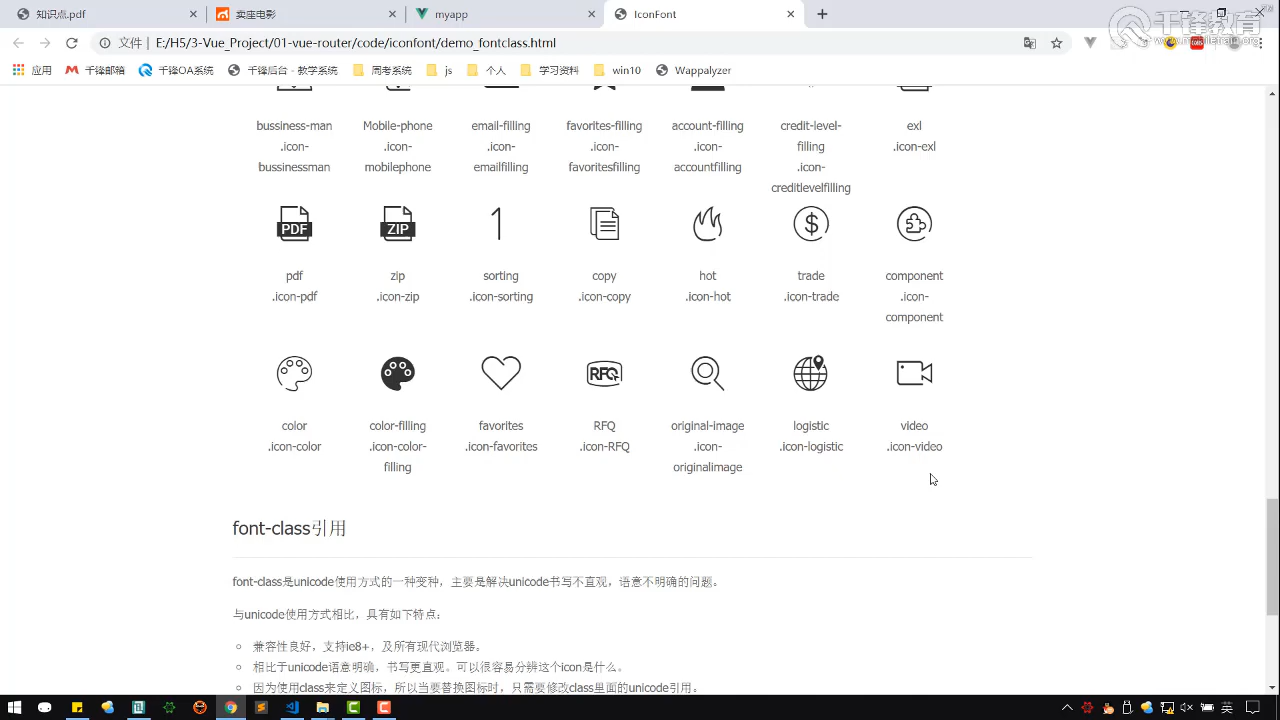 知识点.pdf
卖座电影
myapp
IconFont
千锋教育
www.mobiletrain.org
文件 | E:/H5/3-Vue_Project/01-vue-router/code/iconfont/demo_fontclass.html
应用
千锋邮箱
千锋OA系统
千锋后台 - 教学系统
周考系统
js
个人
学习资料
win10
Wappalyzer
bussiness-man
.icon-
bussinessman
Mobile-phone
.icon-
mobilephone
email-filling
.icon-
emailfilling
favorites-filling
.icon-
favoritesfilling
account-filling
.icon-
accountfilling
credit-level-
filling
.icon-
creditlevelfilling
exl
.icon-exl
PDF
pdf
.icon-pdf
ZIP
zip
.icon-zip
1
sorting
.icon-sorting
copy
.icon-copy
hot
.icon-hot
$
trade
.icon-trade
component
.icon-
component
color
.icon-color
color-filling
.icon-color-
filling
favorites
.icon-favorites
RFQ
RFQ
.icon-RFQ
original-image
.icon-
originalimage
logistic
.icon-logistic
video
.icon-video
font-class引用
font-class是unicode使用方式的一种变种，主要是解决unicode书写不直观，语意不明确的问题。
与unicode使用方式相比，具有如下特点：
兼容性良好，支持ie8+，及所有现代浏览器。
相比于unicode语意明确，书写更直观。可以很容易分辨这个icon是什么。
因为使用class来定义图标，所以当要替换图标时，只需要修改class里面的unicode引用。
英